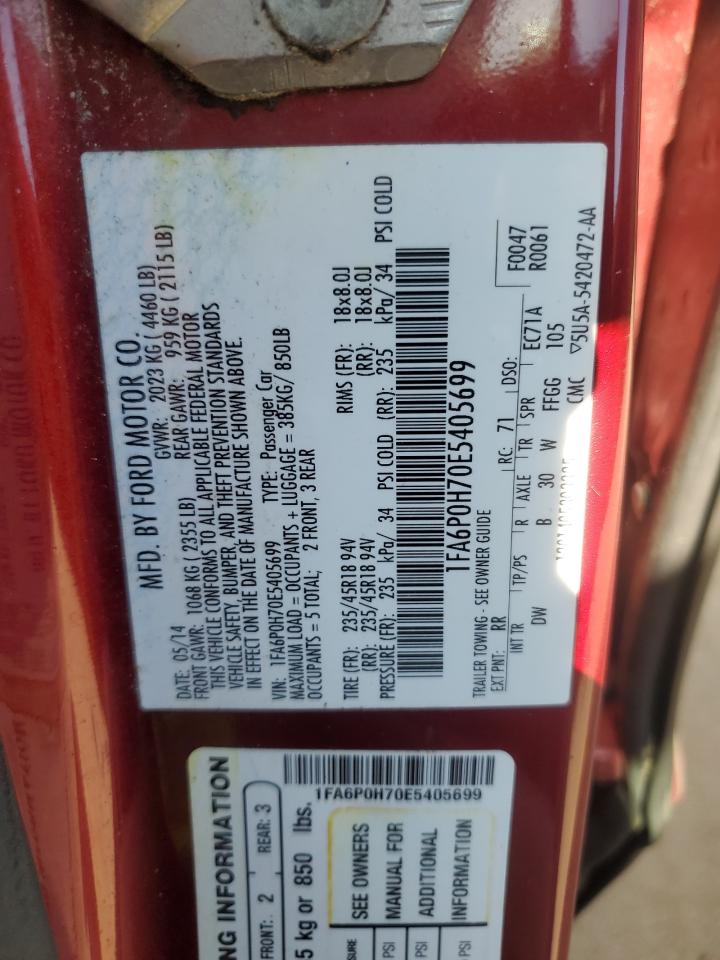 MFD. BY FORD MOTOR CO.
DATE: 05/14 GVWR: 2023 KG ( 4460 LB)
FRONT GAWR: 1068 KG ( 2355 LB) REAR GAWR: 959 KG ( 2115 LB)
THIS VEHICLE CONFORMS TO ALL APPLICABLE FEDERAL MOTOR
VEHICLE SAFETY, BUMPER, AND THEFT PREVENTION STANDARDS
IN EFFECT ON THE DATE OF MANUFACTURE SHOWN ABOVE.
VIN: 1FA6P0H70E5405699 TYPE: Passenger Car
MAXIMUM LOAD = OCCUPANTS + LUGGAGE = 385KG/ 850LB
OCCUPANTS = 5 TOTAL; 2 FRONT, 3 REAR
TIRE (FR): 235/45R18 94V RIMS (FR): 18x8.0J
(RR): 235/45R18 94V (RR): 18x8.0J
PRESSURE (FR): 235 kPa/ 34 PSI COLD (RR): 235 kPa/ 34 PSI COLD
1FA6P0H70E5405699
TRAILER TOWING - SEE OWNER GUIDE F0047
EXT PNT: RR RC: 71 DSO: R0061
INT TR TP/PS R AXLE TR SPR EC71A
DW B 30 W FFGG 105
CMC ▽5U5A-5420472-AA
1FA6P0H70E5405699
NG INFORMATION
FRONT: 2 REAR: 3
5 kg or 850 lbs.
SURE SEE OWNERS
PSI MANUAL FOR
PSI ADDITIONAL
PSI INFORMATION